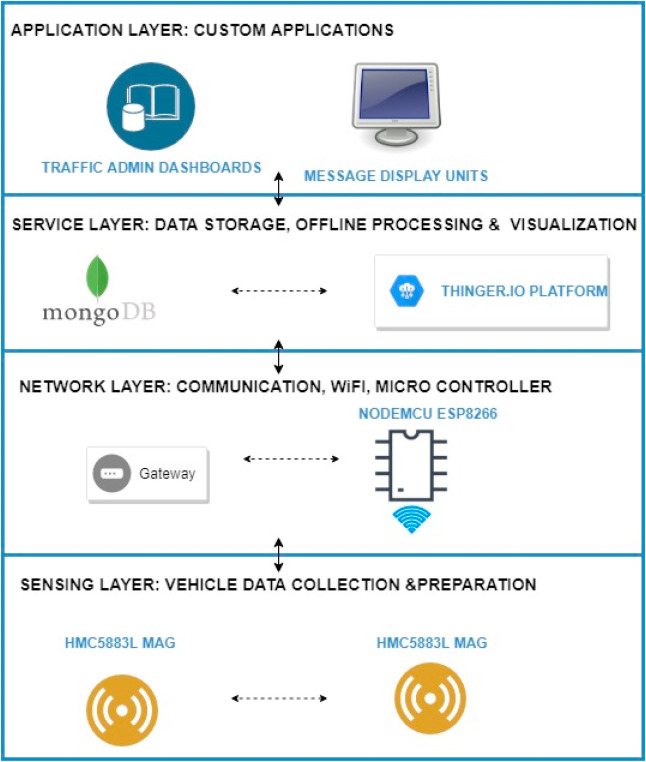 APPLICATION LAYER: CUSTOM APPLICATIONS
TRAFFIC ADMIN DASHBOARDS
MESSAGE DISPLAY UNITS
SERVICE LAYER: DATA STORAGE, OFFLINE PROCESSING & VISUALIZATION
mongoDB
THINGER.IO PLATFORM
NETWORK LAYER: COMMUNICATION, WiFI, MICRO CONTROLLER
NODEMCU ESP8266
Gateway
SENSING LAYER: VEHICLE DATA COLLECTION &PREPARATION
HMC5883L MAG
HMC5883L MAG